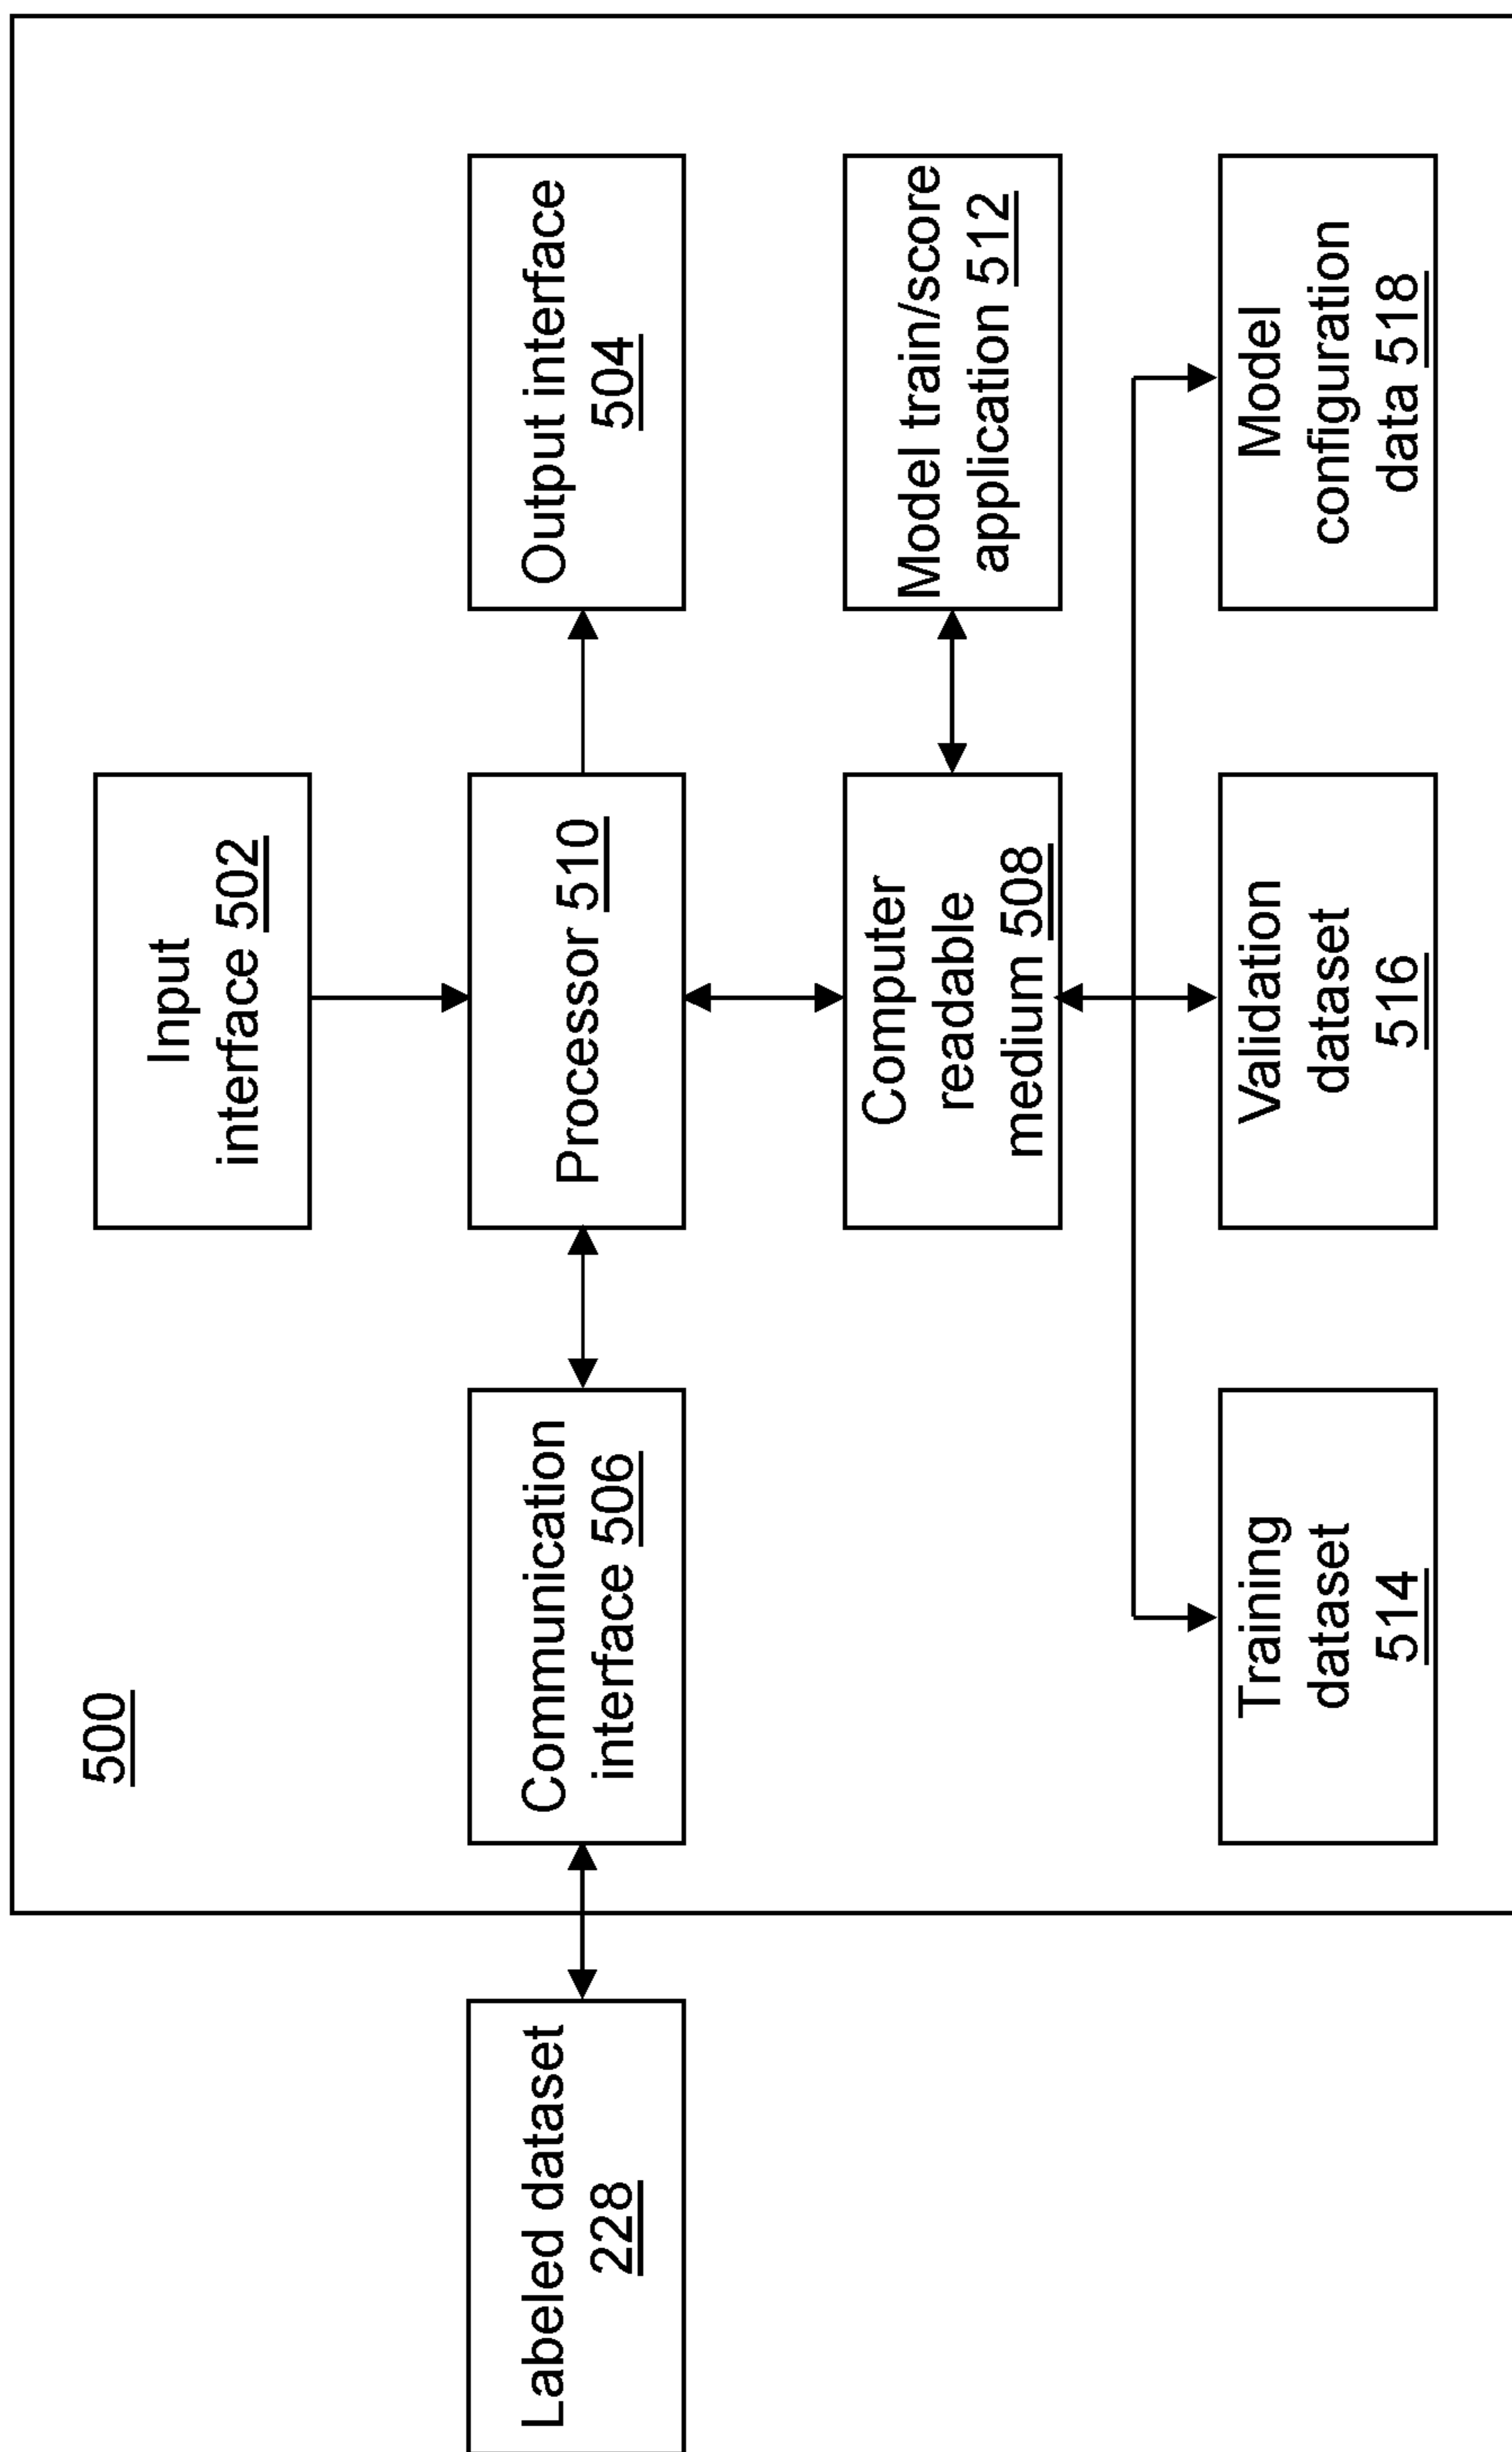 500
Input
interface 502
Labeled dataset
228
Communication
interface 506
Processor 510
Output interface
504
Computer
readable
medium 508
Model train/score
application 512
Training
dataset
514
Validation
dataset
516
Model
configuration
data 518